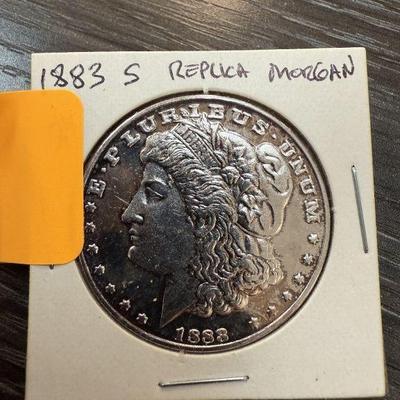 1883 S REPLICA MORGAN
E·PLURIBUS·UNUM
1883